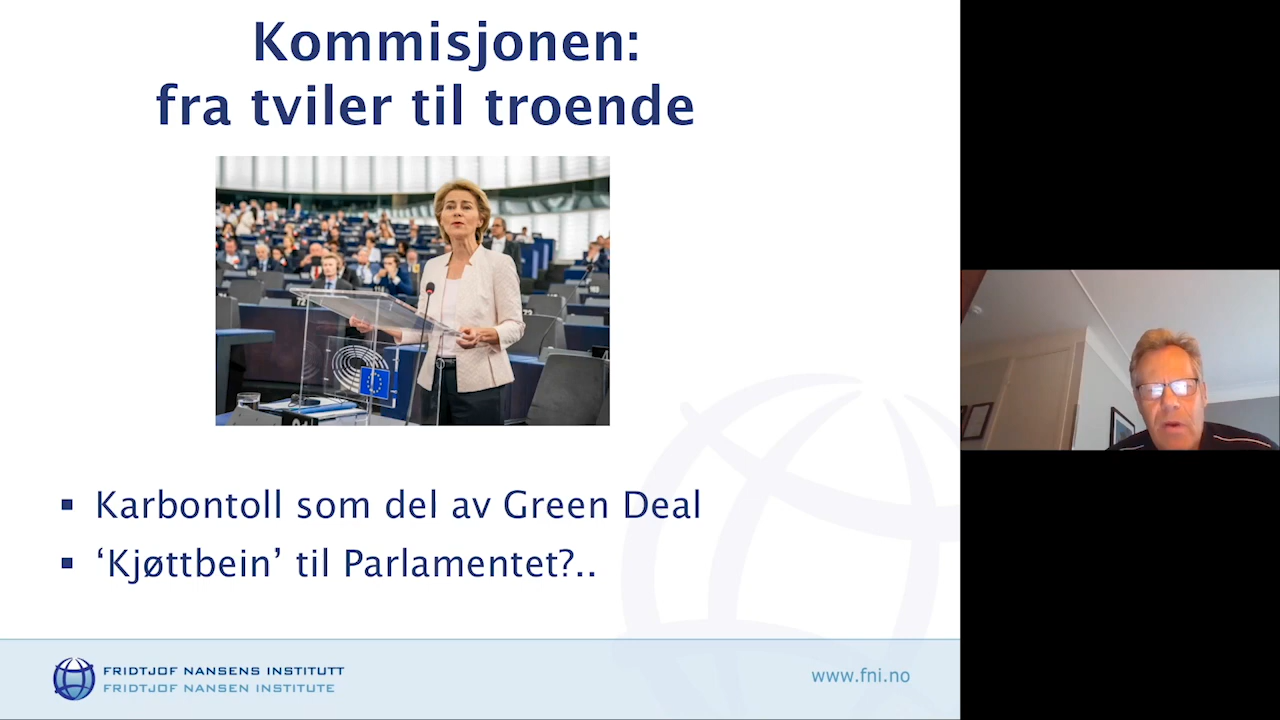 Kommisjonen:
fra tviler til troende
▪ Karbontoll som del av Green Deal
▪ ‘Kjøttbein’ til Parlamentet?..
FRIDTJOF NANSENS INSTITUTT
FRIDTJOF NANSEN INSTITUTE
www.fni.no